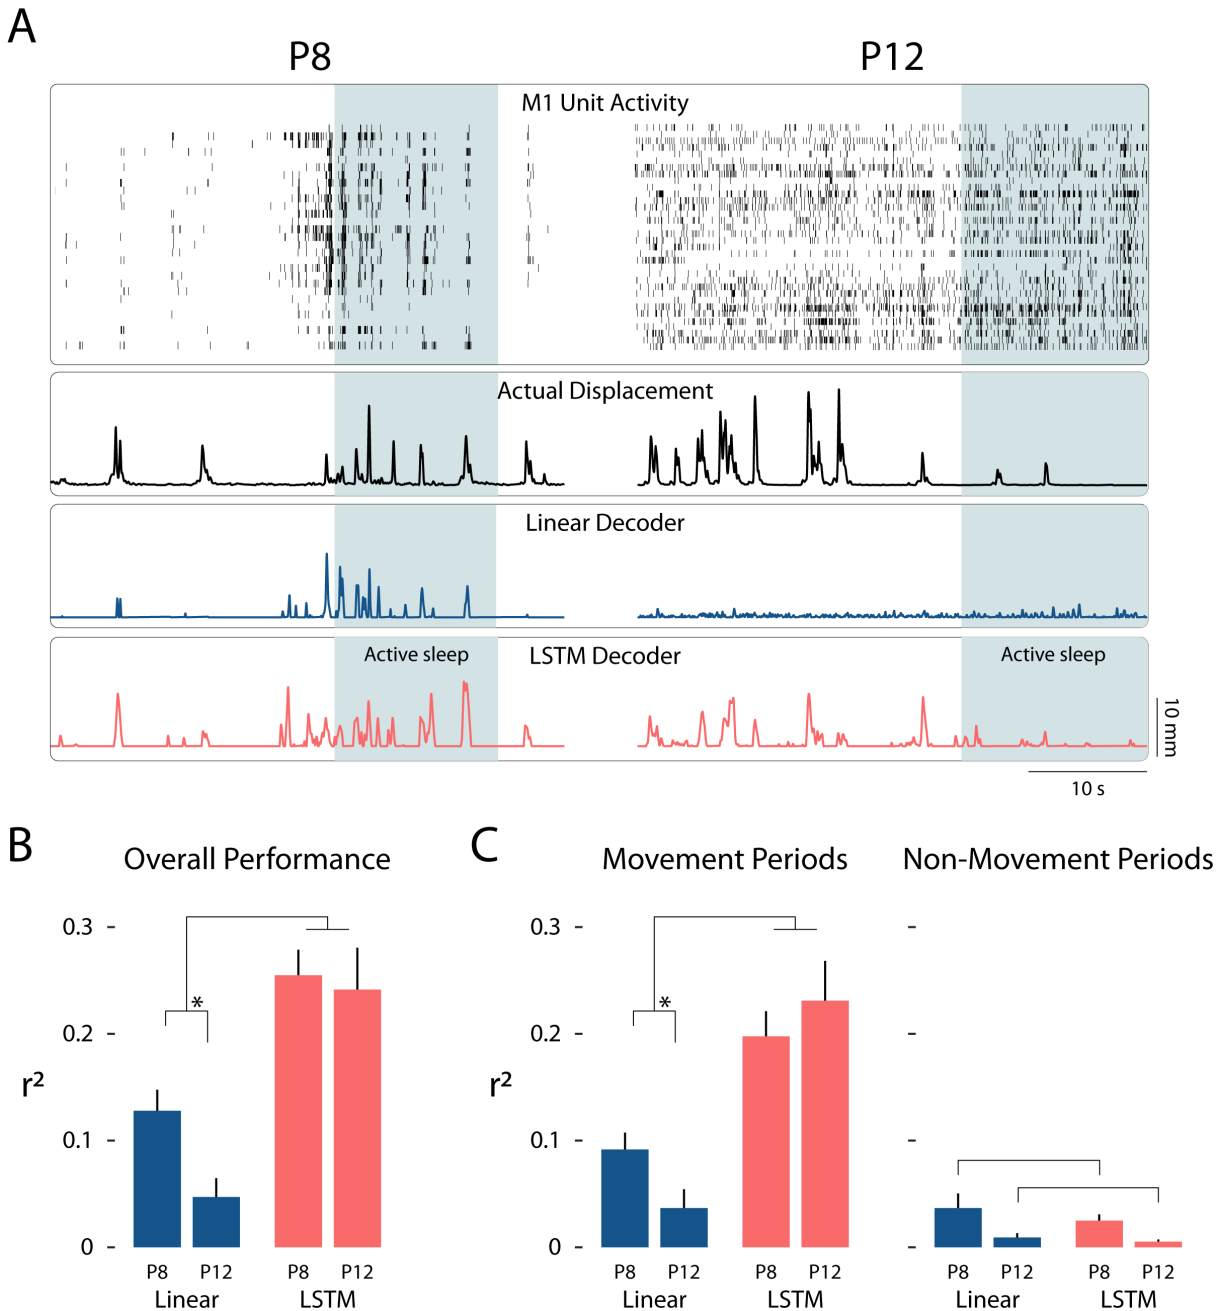 A
P8 P12
M1 Unit Activity
Actual Displacement
Linear Decoder
Active sleep LSTM Decoder Active sleep
10 mm
10 s
B Overall Performance
C Movement Periods Non-Movement Periods
0.3 0.3
* *
0.2 0.2
r² r²
0.1 0.1
0 0
P8 P12 P8 P12 P8 P12 P8 P12 P8 P12 P8 P12
Linear LSTM Linear LSTM Linear LSTM